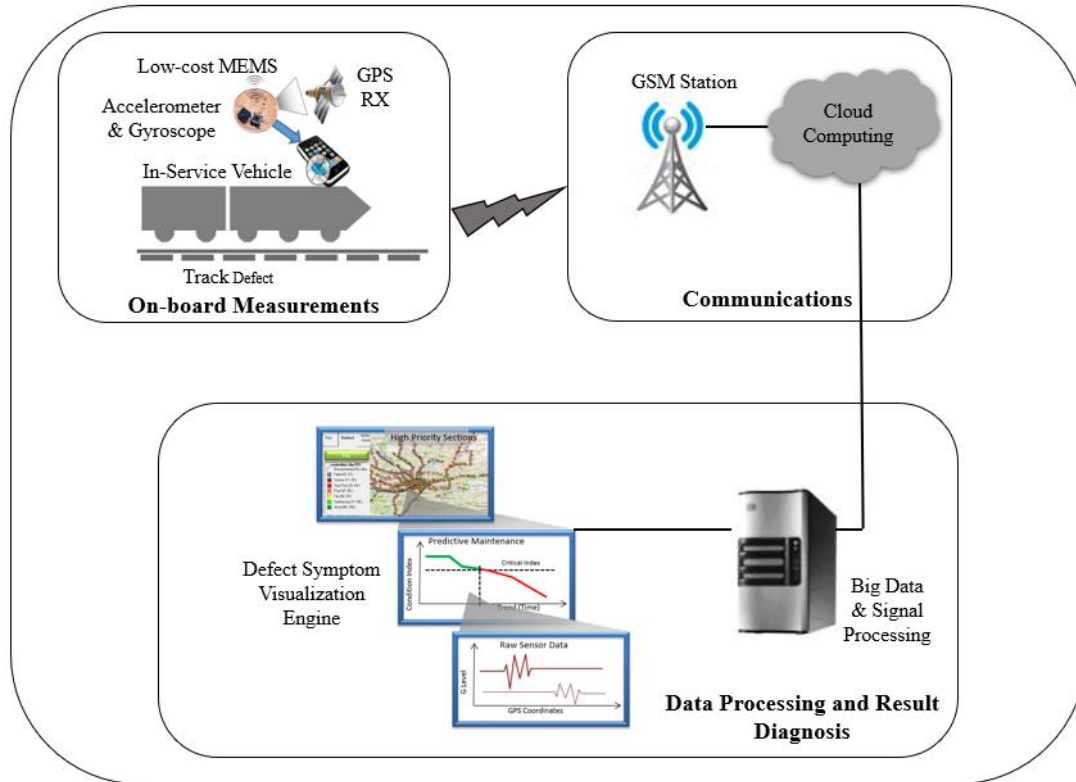 Low-cost MEMS
GPS
RX
Accelerometer
& Gyroscope
In-Service Vehicle
Track Defect
On-board Measurements
GSM Station
Cloud
Computing
Communications
High Priority Sections
Defect Symptom
Visualization
Engine
Predictive Maintenance
Critical Index
Condition Index
Trend (Time)
Raw Sensor Data
G Level
GPS Coordinates
Big Data
& Signal
Processing
Data Processing and Result
Diagnosis